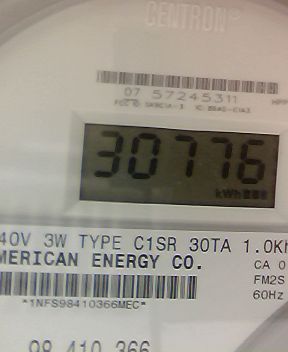 CENTRON®
07 57245311
30776
kWh
40V 3W TYPE C1SR 30TA 1.0Kh
MERICAN ENERGY CO.
CA 0
FM2S
*1NFS98410366MEC*
60Hz
98 410 366